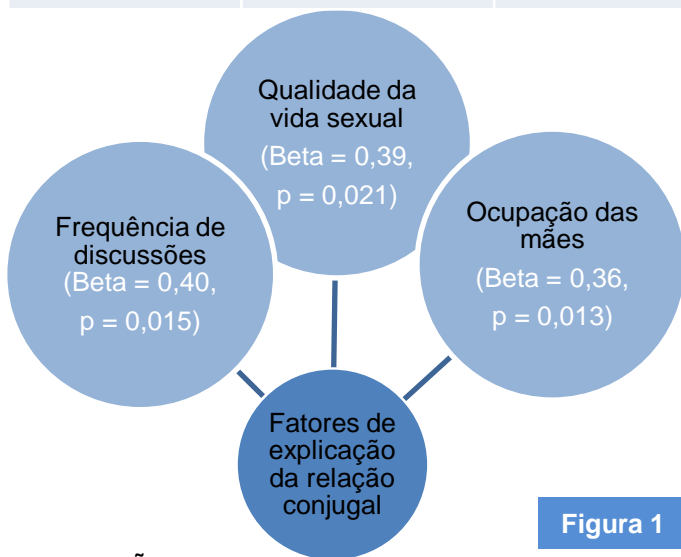 Qualidade da
vida sexual
(Beta = 0,39,
p = 0,021)
Frequência de
discussões
(Beta = 0,40,
p = 0,015)
Ocupação das
mães
(Beta = 0,36,
p = 0,013)
Fatores de
explicação
da relação
conjugal
Figura 1